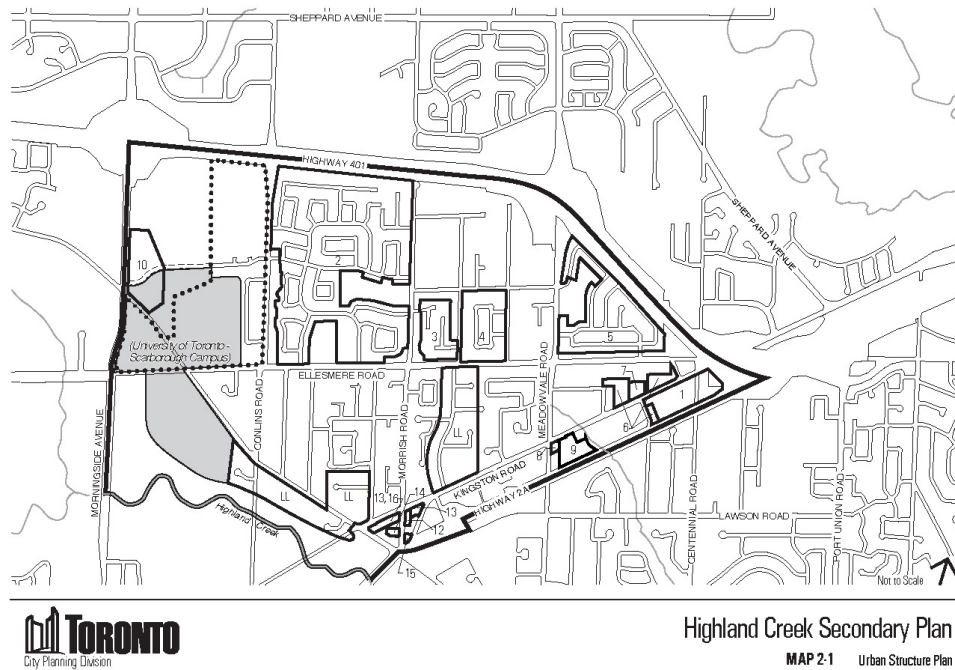 SHEPPARD AVENUE
HIGHWAY 401
SHEPPARD AVENUE
10
2
(University of Toronto -
Scarborough Campus)
3
4
5
ELLESMERE ROAD
MORNINGSIDE AVENUE
CONLINS ROAD
MORRISH ROAD
MEADOWVALE ROAD
7
1
6
LL
LL
LL
8
9
KINGSTON ROAD
HIGHWAY 2A
13,16
14
13
12
15
Highland Creek
CENTENNIAL ROAD
LAWSON ROAD
PORT UNION ROAD
Not to Scale
TORONTO
City Planning Division
Highland Creek Secondary Plan
MAP 2-1 Urban Structure Plan